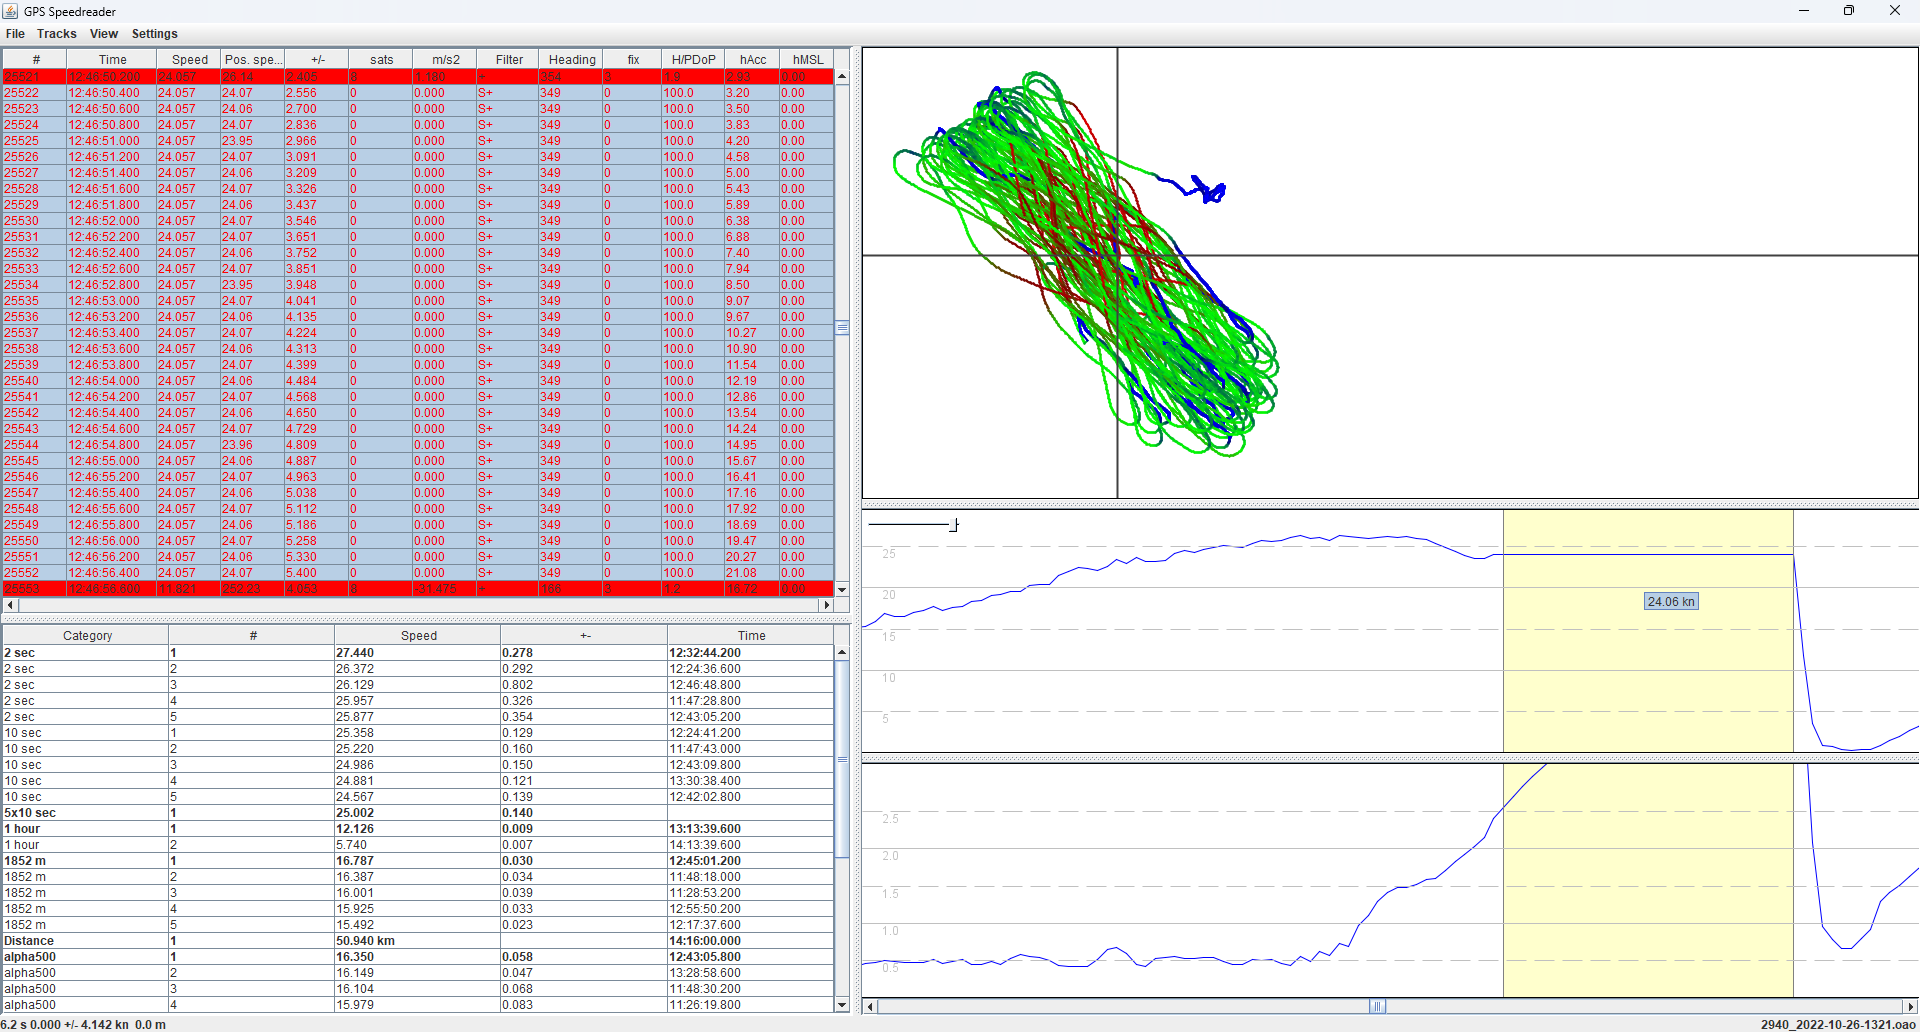 GPS Speedreader
File Tracks View Settings
# Time Speed Pos. spe... +/- sats m/s2 Filter Heading fix H/PDoP hAcc hMSL
25521 12:46:50.200 24.057 26.14 2.405 8 1.180 + 354 3 1.9 2.93 0.00
25522 12:46:50.400 24.057 24.07 2.556 0 0.000 S+ 349 0 100.0 3.20 0.00
25523 12:46:50.600 24.057 24.06 2.700 0 0.000 S+ 349 0 100.0 3.50 0.00
25524 12:46:50.800 24.057 24.07 2.836 0 0.000 S+ 349 0 100.0 3.83 0.00
25525 12:46:51.000 24.057 23.95 2.966 0 0.000 S+ 349 0 100.0 4.20 0.00
25526 12:46:51.200 24.057 24.07 3.091 0 0.000 S+ 349 0 100.0 4.58 0.00
25527 12:46:51.400 24.057 24.06 3.209 0 0.000 S+ 349 0 100.0 5.00 0.00
25528 12:46:51.600 24.057 24.07 3.326 0 0.000 S+ 349 0 100.0 5.43 0.00
25529 12:46:51.800 24.057 24.06 3.437 0 0.000 S+ 349 0 100.0 5.89 0.00
25530 12:46:52.000 24.057 24.07 3.546 0 0.000 S+ 349 0 100.0 6.38 0.00
25531 12:46:52.200 24.057 24.07 3.651 0 0.000 S+ 349 0 100.0 6.88 0.00
25532 12:46:52.400 24.057 24.06 3.752 0 0.000 S+ 349 0 100.0 7.40 0.00
25533 12:46:52.600 24.057 24.07 3.851 0 0.000 S+ 349 0 100.0 7.94 0.00
25534 12:46:52.800 24.057 23.95 3.948 0 0.000 S+ 349 0 100.0 8.50 0.00
25535 12:46:53.000 24.057 24.07 4.041 0 0.000 S+ 349 0 100.0 9.07 0.00
25536 12:46:53.200 24.057 24.06 4.135 0 0.000 S+ 349 0 100.0 9.67 0.00
25537 12:46:53.400 24.057 24.07 4.224 0 0.000 S+ 349 0 100.0 10.27 0.00
25538 12:46:53.600 24.057 24.06 4.313 0 0.000 S+ 349 0 100.0 10.90 0.00
25539 12:46:53.800 24.057 24.07 4.399 0 0.000 S+ 349 0 100.0 11.54 0.00
25540 12:46:54.000 24.057 24.06 4.484 0 0.000 S+ 349 0 100.0 12.19 0.00
25541 12:46:54.200 24.057 24.07 4.568 0 0.000 S+ 349 0 100.0 12.86 0.00
25542 12:46:54.400 24.057 24.06 4.650 0 0.000 S+ 349 0 100.0 13.54 0.00
25543 12:46:54.600 24.057 24.07 4.729 0 0.000 S+ 349 0 100.0 14.24 0.00
25544 12:46:54.800 24.057 23.96 4.809 0 0.000 S+ 349 0 100.0 14.95 0.00
25545 12:46:55.000 24.057 24.06 4.887 0 0.000 S+ 349 0 100.0 15.67 0.00
25546 12:46:55.200 24.057 24.07 4.963 0 0.000 S+ 349 0 100.0 16.41 0.00
25547 12:46:55.400 24.057 24.06 5.038 0 0.000 S+ 349 0 100.0 17.16 0.00
25548 12:46:55.600 24.057 24.07 5.112 0 0.000 S+ 349 0 100.0 17.92 0.00
25549 12:46:55.800 24.057 24.06 5.186 0 0.000 S+ 349 0 100.0 18.69 0.00
25550 12:46:56.000 24.057 24.07 5.258 0 0.000 S+ 349 0 100.0 19.47 0.00
25551 12:46:56.200 24.057 24.06 5.330 0 0.000 S+ 349 0 100.0 20.27 0.00
25552 12:46:56.400 24.057 24.07 5.400 0 0.000 S+ 349 0 100.0 21.08 0.00
25553 12:46:56.600 11.821 252.23 4.053 8 -31.475 + 166 3 1.2 16.72 0.00
Category # Speed +- Time
2 sec 1 27.440 0.278 12:32:44.200
2 sec 2 26.372 0.292 12:24:36.600
2 sec 3 26.129 0.802 12:46:48.800
2 sec 4 25.957 0.326 11:47:28.800
2 sec 5 25.877 0.354 12:43:05.200
10 sec 1 25.358 0.129 12:24:41.200
10 sec 2 25.220 0.160 11:47:43.000
10 sec 3 24.986 0.150 12:43:09.800
10 sec 4 24.881 0.121 13:30:38.400
10 sec 5 24.567 0.139 12:42:02.800
5x10 sec 1 25.002 0.140
1 hour 1 12.126 0.009 13:13:39.600
1 hour 2 5.740 0.007 14:13:39.600
1852 m 1 16.787 0.030 12:45:01.200
1852 m 2 16.387 0.034 11:48:18.000
1852 m 3 16.001 0.039 11:28:53.200
1852 m 4 15.925 0.033 12:55:50.200
1852 m 5 15.492 0.023 12:17:37.600
Distance 1 50.940 km 14:16:00.000
alpha500 1 16.350 0.058 12:43:05.800
alpha500 2 16.149 0.047 13:28:58.600
alpha500 3 16.104 0.068 11:48:30.200
alpha500 4 15.979 0.083 11:26:19.800
25
20
15
10
5
24.06 kn
2.5
2.0
1.5
1.0
0.5
6.2 s 0.000 +/- 4.142 kn 0.0 m
2940_2022-10-26-1321.oao